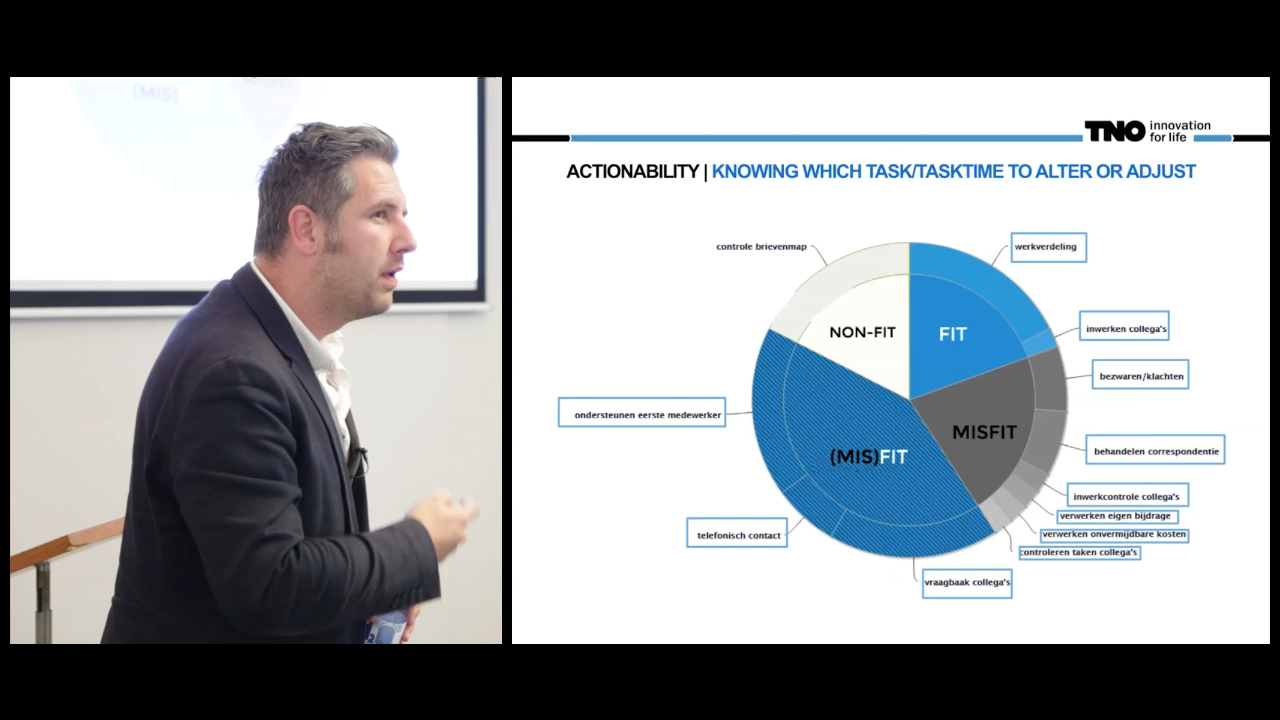 (MIS)
MISFIT
TNO innovation
for life
ACTIONABILITY | KNOWING WHICH TASK/TASKTIME TO ALTER OR ADJUST
controle brievenmap
werkverdeling
inwerken collega's
NON-FIT
FIT
bezwaren/klachten
ondersteunen eerste medewerker
MISFIT
(MIS)FIT
behandelen correspondentie
inwerkcontrole collega's
verwerken eigen bijdrage
telefonisch contact
verwerken onvermijdbare kosten
controleren taken collega's
vraagbaak collega's